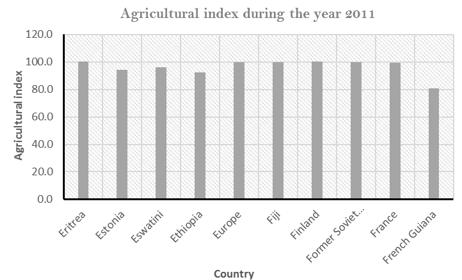 Agricultural index during the year 2011
120.0
100.0
80.0
60.0
40.0
20.0
0.0
Agricultural index
Eritrea
Estonia
Eswatini
Ethiopia
Europe
Fiji
Finland
Former Soviet...
France
French Guiana
Country